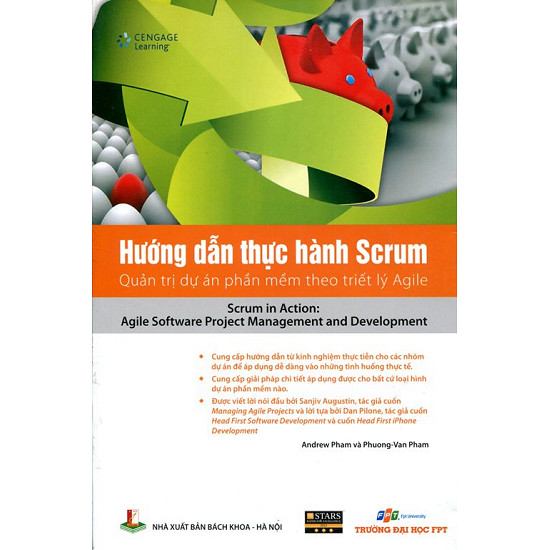 CENGAGE
Learning™
Hướng dẫn thực hành Scrum
Quản trị dự án phần mềm theo triết lý Agile
Scrum in Action:
Agile Software Project Management and Development
Cung cấp hướng dẫn từ kinh nghiệm thực tiễn cho các nhóm
dự án để áp dụng dễ dàng vào những tình huống thực tế.
Cung cấp giải pháp chi tiết áp dụng được cho bất cứ loại hình
dự án phần mềm nào.
Được viết lời nói đầu bởi Sanjiv Augustin, tác giả cuốn
Managing Agile Projects và lời tựa bởi Dan Pilone, tác giả cuốn
Head First Software Development và cuốn Head First iPhone
Development
Andrew Pham và Phuong-Van Pham
NHÀ XUẤT BẢN BÁCH KHOA - HÀ NỘI
STARS
FPT Fpt University
TRƯỜNG ĐẠI HỌC FPT